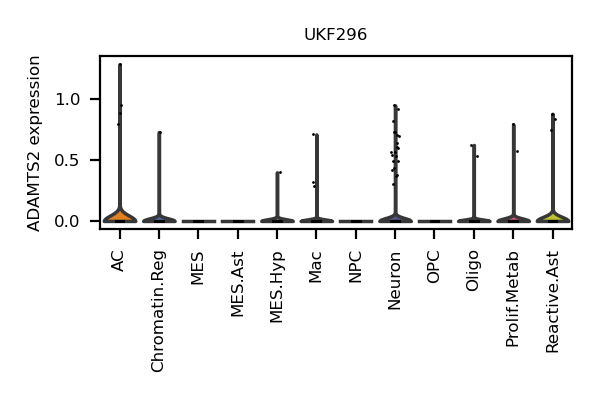 UKF296
ADAMTS2 expression
1.0
0.5
0.0
AC
Chromatin.Reg
MES
MES.Ast
MES.Hyp
Mac
NPC
Neuron
OPC
Oligo
Prolif.Metab
Reactive.Ast